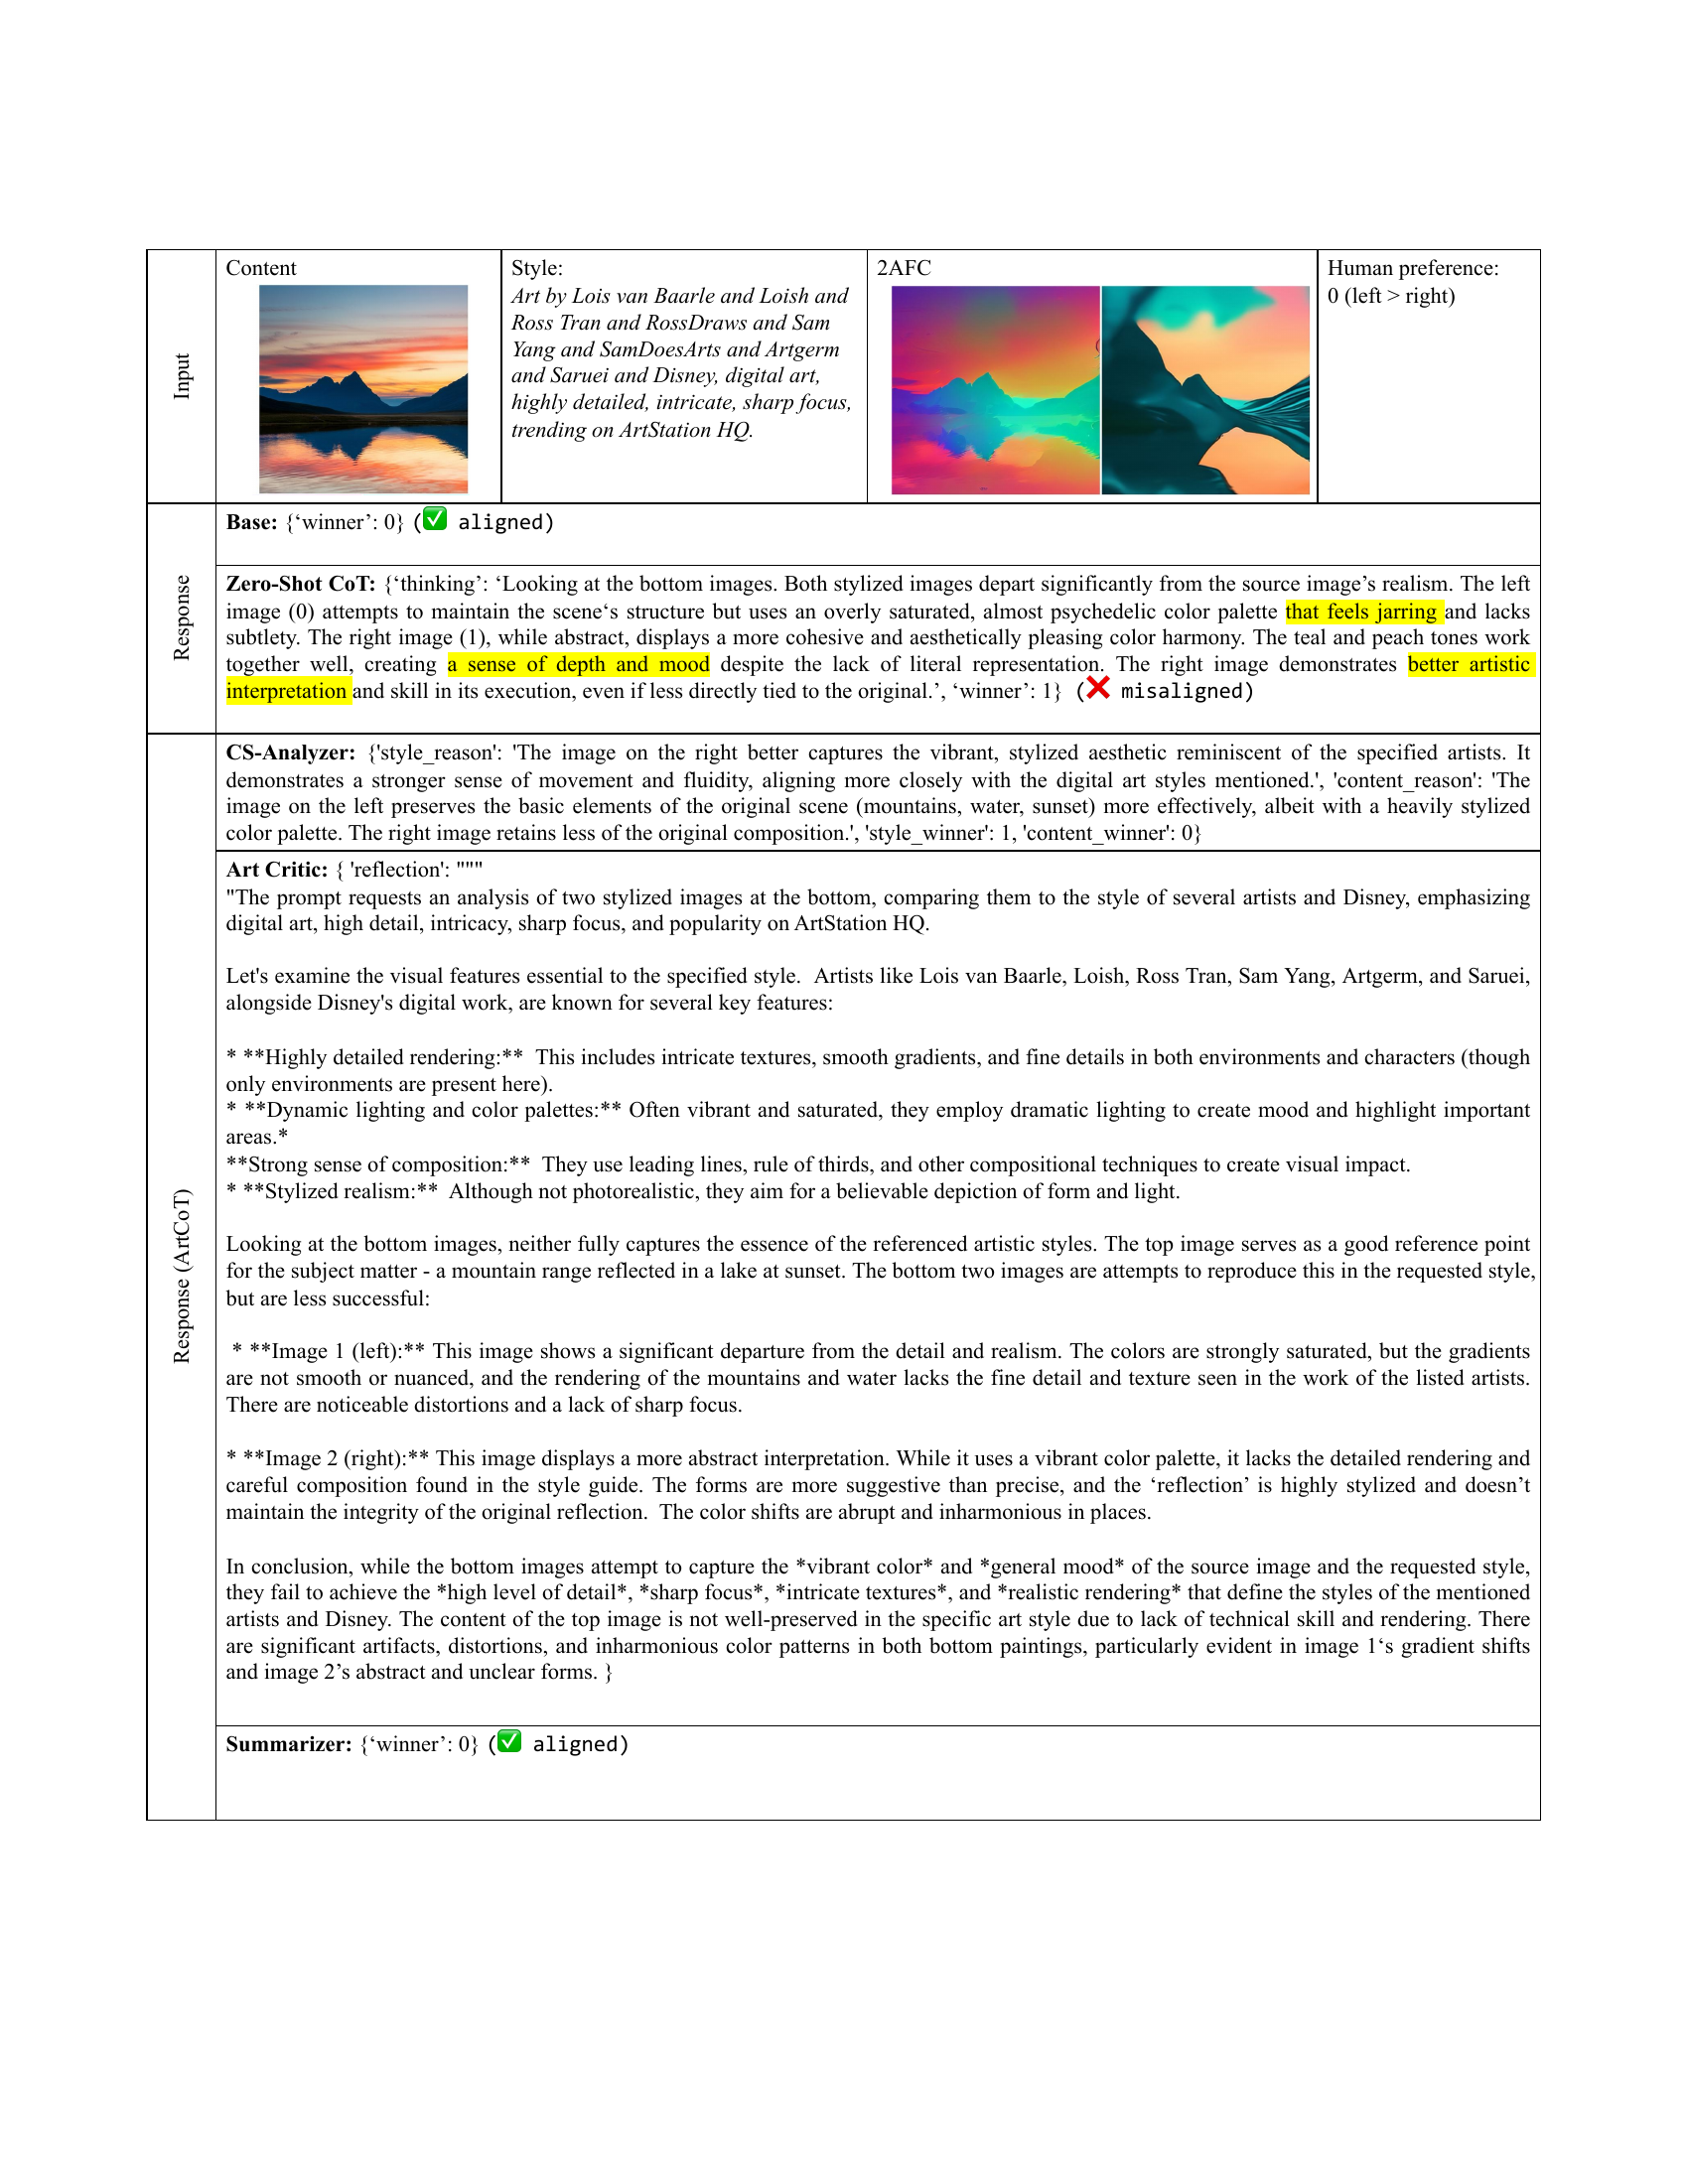 Input
Content
Style:
Art by Lois van Baarle and Loish and
Ross Tran and RossDraws and Sam
Yang and SamDoesArts and Artgerm
and Saruei and Disney, digital art,
highly detailed, intricate, sharp focus,
trending on ArtStation HQ.
2AFC
Human preference:
0 (left > right)
Response
Base: {‘winner’: 0} (✅ aligned)
Zero-Shot CoT: {‘thinking’: ‘Looking at the bottom images. Both stylized images depart significantly from the source image’s realism. The left
image (0) attempts to maintain the scene‘s structure but uses an overly saturated, almost psychedelic color palette that feels jarring and lacks
subtlety. The right image (1), while abstract, displays a more cohesive and aesthetically pleasing color harmony. The teal and peach tones work
together well, creating a sense of depth and mood despite the lack of literal representation. The right image demonstrates better artistic
interpretation and skill in its execution, even if less directly tied to the original.’, ‘winner’: 1} (❌ misaligned)
Response (ArtCoT)
CS-Analyzer: {'style_reason': 'The image on the right better captures the vibrant, stylized aesthetic reminiscent of the specified artists. It
demonstrates a stronger sense of movement and fluidity, aligning more closely with the digital art styles mentioned.', 'content_reason': 'The
image on the left preserves the basic elements of the original scene (mountains, water, sunset) more effectively, albeit with a heavily stylized
color palette. The right image retains less of the original composition.', 'style_winner': 1, 'content_winner': 0}
Art Critic: { 'reflection': """
"The prompt requests an analysis of two stylized images at the bottom, comparing them to the style of several artists and Disney, emphasizing
digital art, high detail, intricacy, sharp focus, and popularity on ArtStation HQ.
Let's examine the visual features essential to the specified style. Artists like Lois van Baarle, Loish, Ross Tran, Sam Yang, Artgerm, and Saruei,
alongside Disney's digital work, are known for several key features:
* **Highly detailed rendering:** This includes intricate textures, smooth gradients, and fine details in both environments and characters (though
only environments are present here).
* **Dynamic lighting and color palettes:** Often vibrant and saturated, they employ dramatic lighting to create mood and highlight important
areas.*
**Strong sense of composition:** They use leading lines, rule of thirds, and other compositional techniques to create visual impact.
* **Stylized realism:** Although not photorealistic, they aim for a believable depiction of form and light.
Looking at the bottom images, neither fully captures the essence of the referenced artistic styles. The top image serves as a good reference point
for the subject matter - a mountain range reflected in a lake at sunset. The bottom two images are attempts to reproduce this in the requested style,
but are less successful:
* **Image 1 (left):** This image shows a significant departure from the detail and realism. The colors are strongly saturated, but the gradients
are not smooth or nuanced, and the rendering of the mountains and water lacks the fine detail and texture seen in the work of the listed artists.
There are noticeable distortions and a lack of sharp focus.
* **Image 2 (right):** This image displays a more abstract interpretation. While it uses a vibrant color palette, it lacks the detailed rendering and
careful composition found in the style guide. The forms are more suggestive than precise, and the ‘reflection’ is highly stylized and doesn’t
maintain the integrity of the original reflection. The color shifts are abrupt and inharmonious in places.
In conclusion, while the bottom images attempt to capture the *vibrant color* and *general mood* of the source image and the requested style,
they fail to achieve the *high level of detail*, *sharp focus*, *intricate textures*, and *realistic rendering* that define the styles of the mentioned
artists and Disney. The content of the top image is not well-preserved in the specific art style due to lack of technical skill and rendering. There
are significant artifacts, distortions, and inharmonious color patterns in both bottom paintings, particularly evident in image 1‘s gradient shifts
and image 2’s abstract and unclear forms. }
Summarizer: {‘winner’: 0} (✅ aligned)